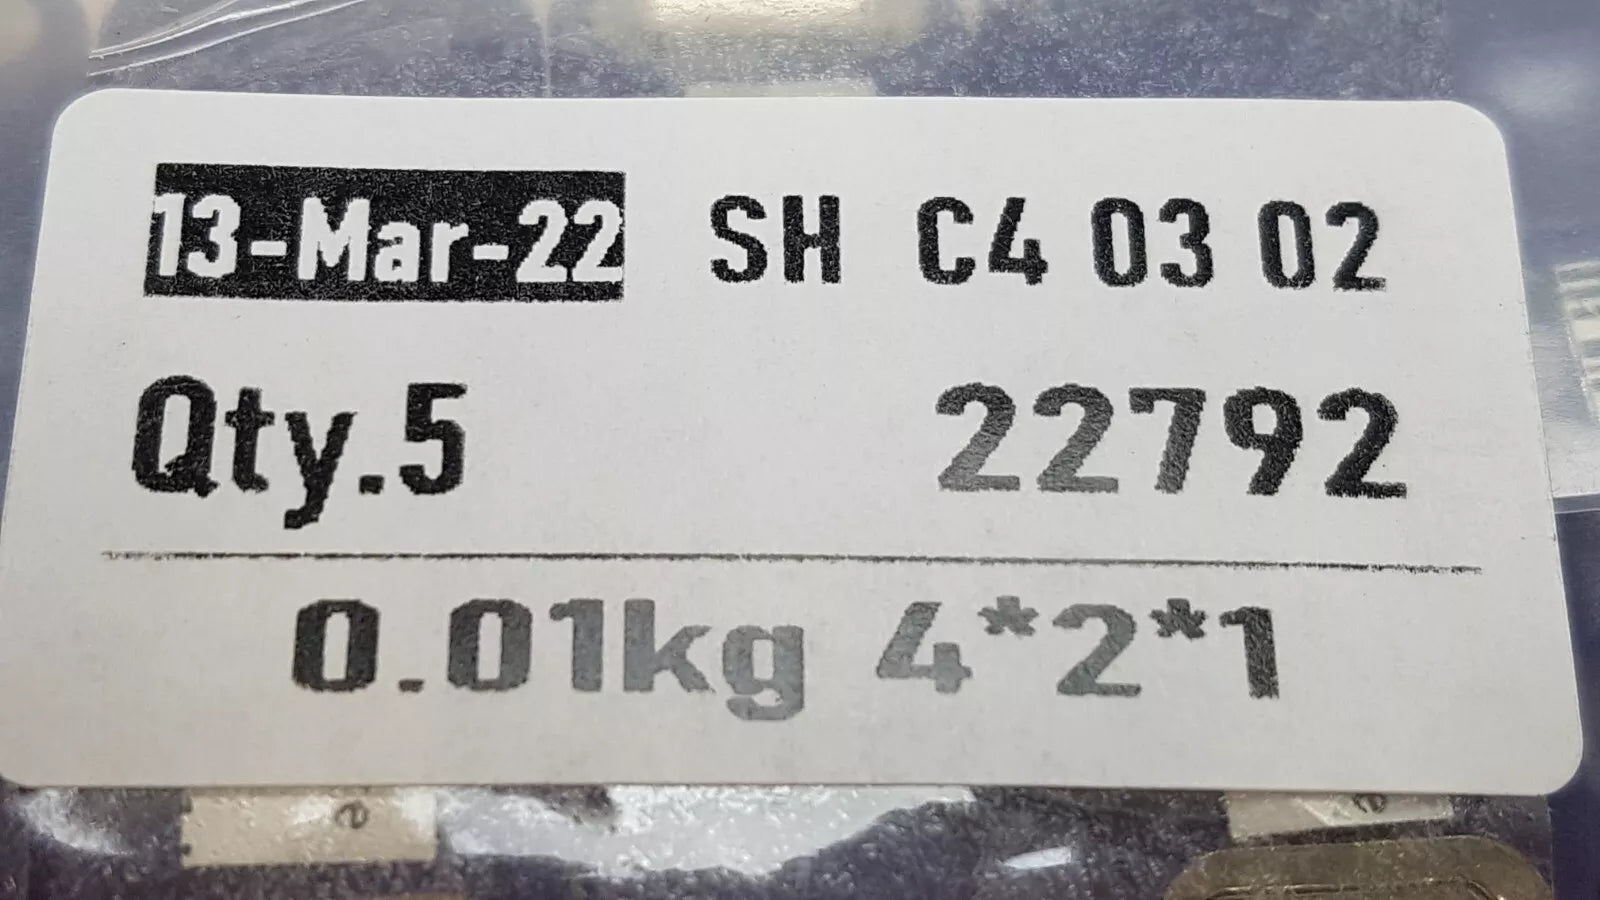 13-Mar-22 SH C4 03 02
Qty.5 22792
0.01kg 4*2*1